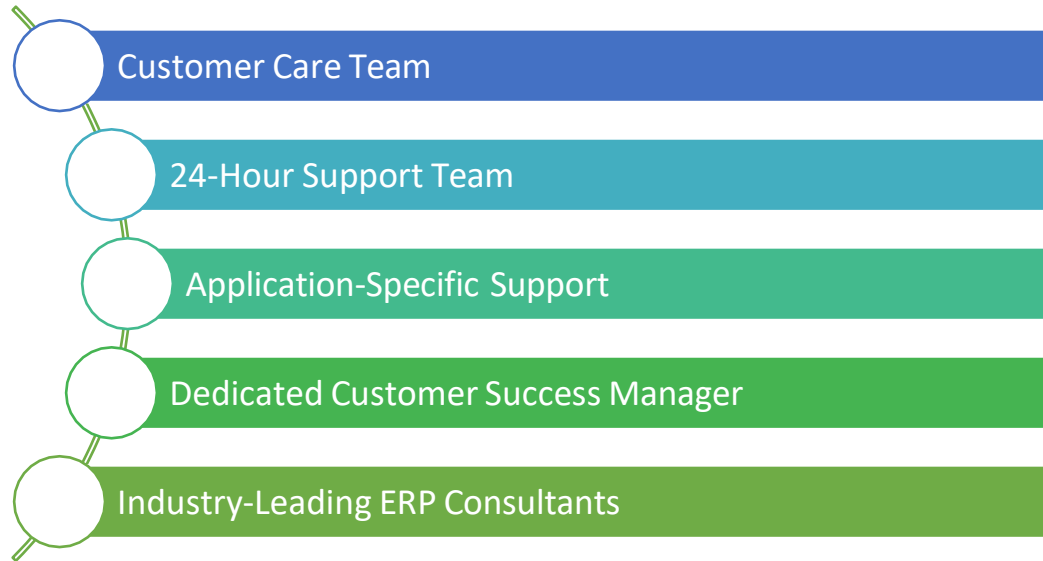 Customer Care Team
24-Hour Support Team
Application-Specific Support
Dedicated Customer Success Manager
Industry-Leading ERP Consultants